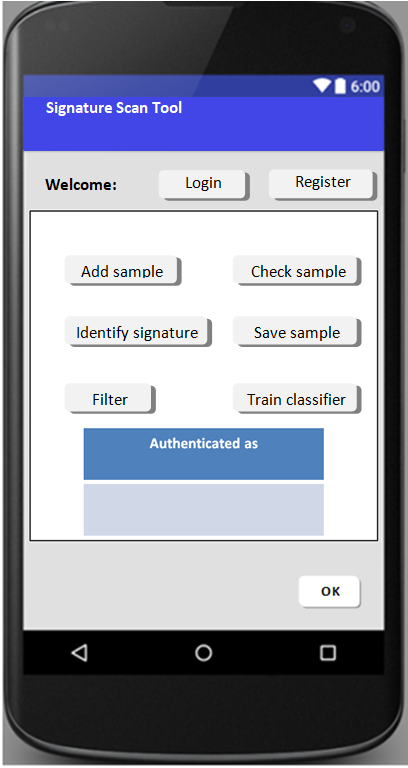 6:00
Signature Scan Tool
Welcome: Login Register
Add sample Check sample
Identify signature Save sample
Filter Train classifier
Authenticated as
OK